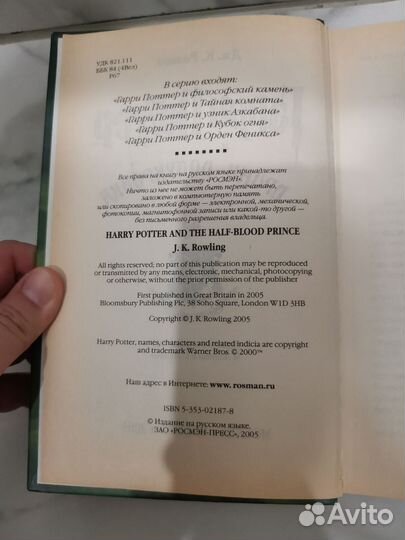 УДК 821.111
ББК 84 (4Вел)
Р67
В серию входят:
«Гарри Поттер и философский камень»
«Гарри Поттер и Тайная комната»
«Гарри Поттер и узник Азкабана»
«Гарри Поттер и Кубок огня»
«Гарри Поттер и Орден Феникса»
Все права на книгу на русском языке принадлежат
издательству «РОСМЭН».
Ничто из нее не может быть перепечатано,
заложено в компьютерную память
или скопировано в любой форме — электронной, механической,
фотокопии, магнитофонной записи или какой-то другой —
без письменного разрешения владельца.
HARRY POTTER AND THE HALF-BLOOD PRINCE
J. K. Rowling
All rights reserved; no part of this publication may be reproduced
or transmitted by any means, electronic, mechanical, photocopying
or otherwise, without the prior permission of the publisher
First published in Great Britain in 2005
Bloomsbury Publishing Plc, 38 Soho Square, London W1D 3HB
Copyright © J. K. Rowling 2005
Harry Potter, names, characters and related indicia are copyright
and trademark Warner Bros. © 2000™
Наш адрес в Интернете: www.rosman.ru
ISBN 5-353-02187-8
© Издание на русском языке.
ЗАО «РОСМЭН-ПРЕСС», 2005
Avito